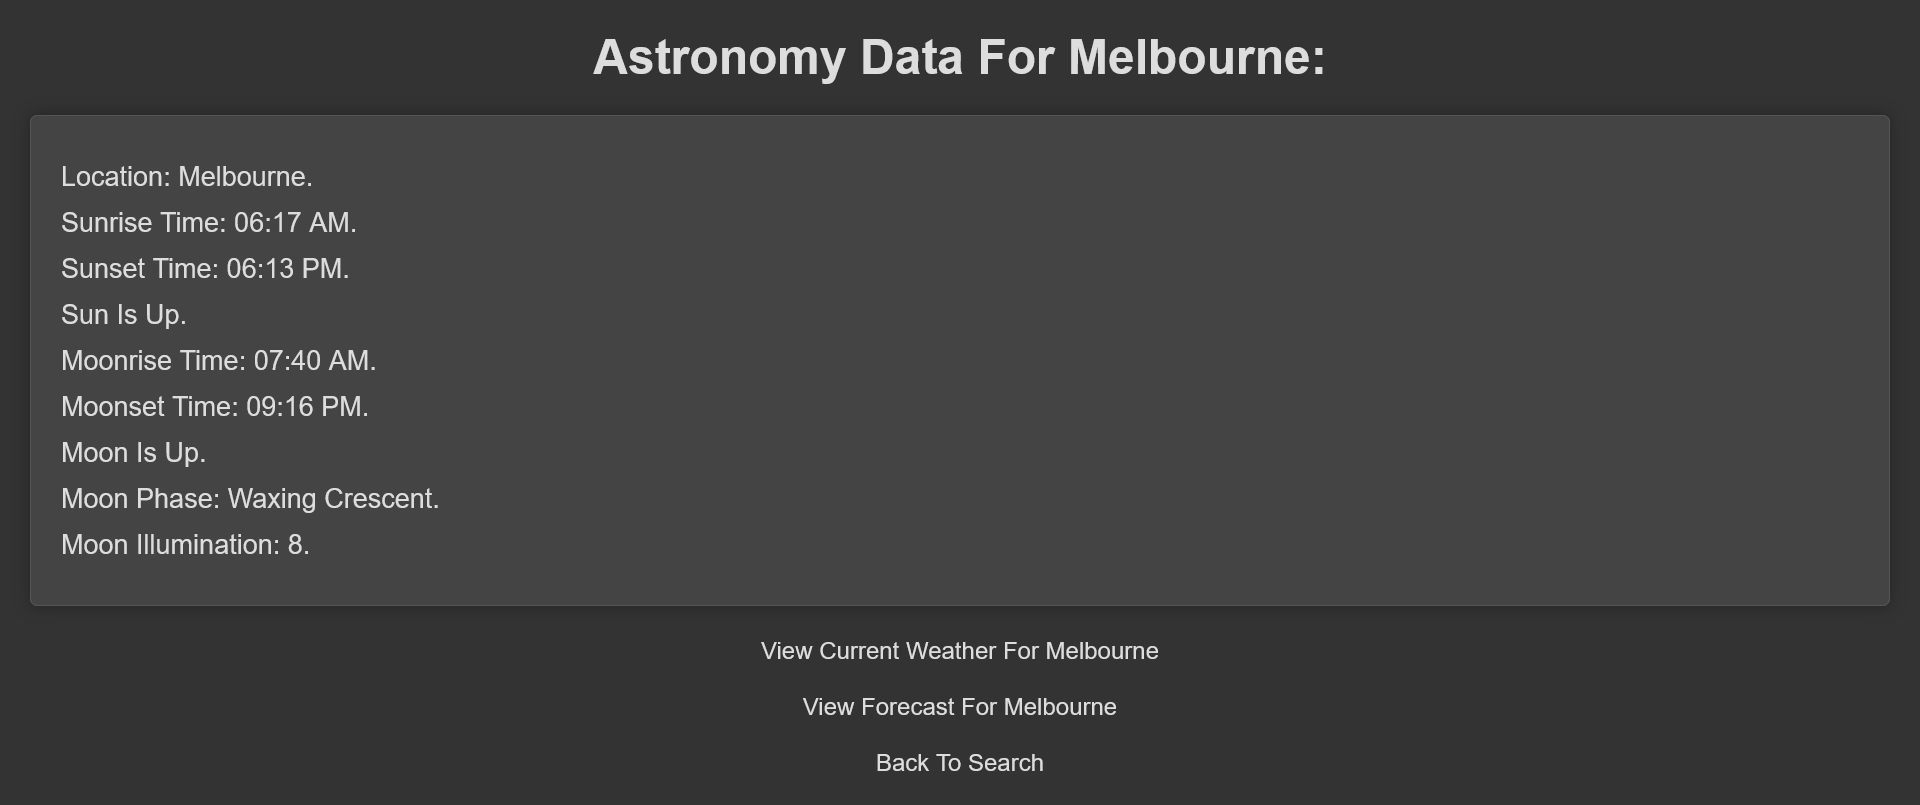 Astronomy Data For Melbourne:
Location: Melbourne.
Sunrise Time: 06:17 AM.
Sunset Time: 06:13 PM.
Sun Is Up.
Moonrise Time: 07:40 AM.
Moonset Time: 09:16 PM.
Moon Is Up.
Moon Phase: Waxing Crescent.
Moon Illumination: 8.
View Current Weather For Melbourne
View Forecast For Melbourne
Back To Search